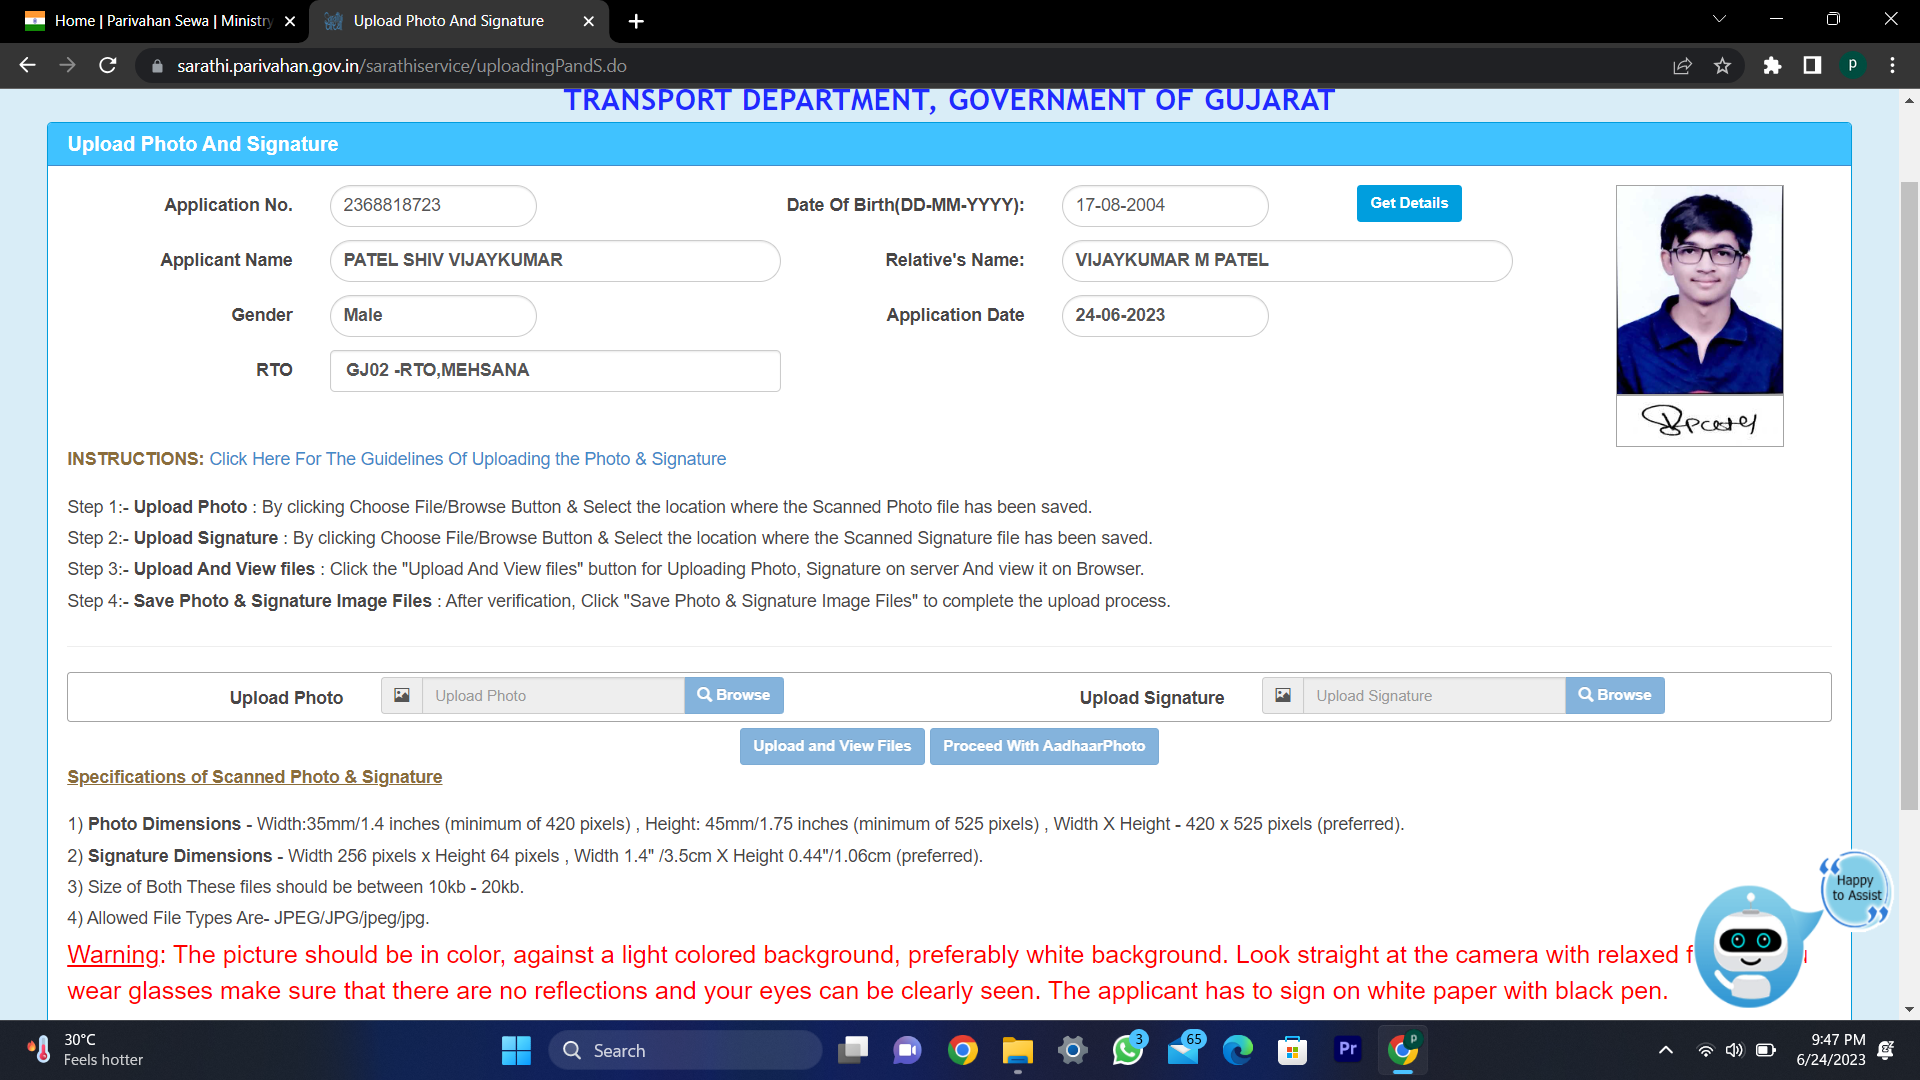 Home | Parivahan Sewa | Ministry
Upload Photo And Signature
sarathi.parivahan.gov.in/sarathiservice/uploadingPandS.do
P
TRANSPORT DEPARTMENT, GOVERNMENT OF GUJARAT
Upload Photo And Signature
Application No. 2368818723 Date Of Birth(DD-MM-YYYY): 17-08-2004 Get Details
Applicant Name PATEL SHIV VIJAYKUMAR Relative's Name: VIJAYKUMAR M PATEL
Gender Male Application Date 24-06-2023
RTO GJ02 -RTO,MEHSANA
INSTRUCTIONS: Click Here For The Guidelines Of Uploading the Photo & Signature
Step 1:- Upload Photo : By clicking Choose File/Browse Button & Select the location where the Scanned Photo file has been saved.
Step 2:- Upload Signature : By clicking Choose File/Browse Button & Select the location where the Scanned Signature file has been saved.
Step 3:- Upload And View files : Click the "Upload And View files" button for Uploading Photo, Signature on server And view it on Browser.
Step 4:- Save Photo & Signature Image Files : After verification, Click "Save Photo & Signature Image Files" to complete the upload process.
Upload Photo Upload Photo Browse Upload Signature Upload Signature Browse
Upload and View Files Proceed With AadhaarPhoto
Specifications of Scanned Photo & Signature
1) Photo Dimensions - Width:35mm/1.4 inches (minimum of 420 pixels) , Height: 45mm/1.75 inches (minimum of 525 pixels) , Width X Height - 420 x 525 pixels (preferred).
2) Signature Dimensions - Width 256 pixels x Height 64 pixels , Width 1.4" /3.5cm X Height 0.44"/1.06cm (preferred).
3) Size of Both These files should be between 10kb - 20kb.
4) Allowed File Types Are- JPEG/JPG/jpeg/jpg.
Happy
to Assist
Warning: The picture should be in color, against a light colored background, preferably white background. Look straight at the camera with relaxed
wear glasses make sure that there are no reflections and your eyes can be clearly seen. The applicant has to sign on white paper with black pen.
30°C
Feels hotter
Search
3
65
Pr
P
9:47 PM
6/24/2023